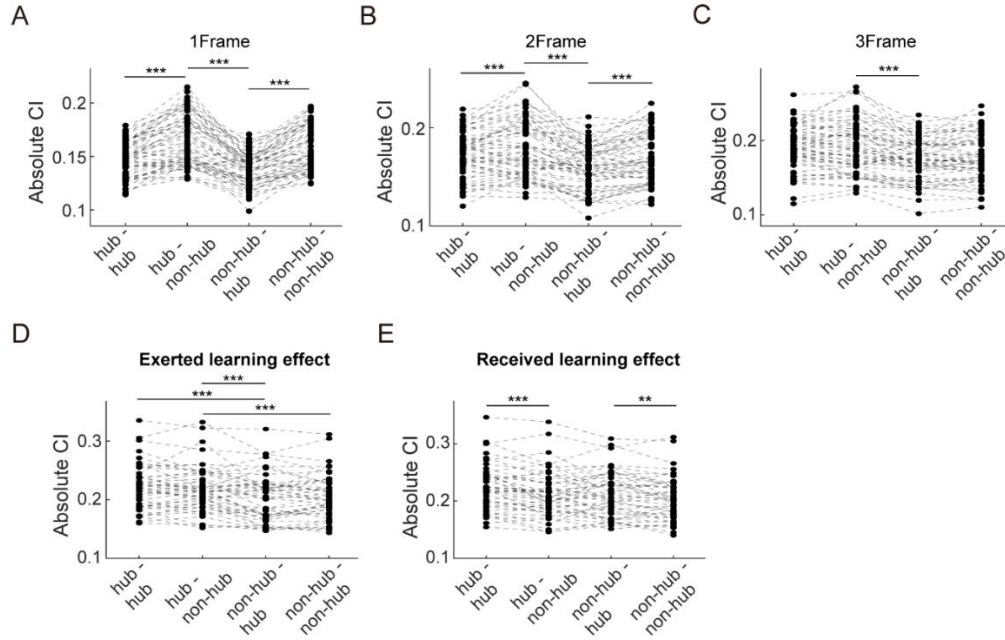 A
1Frame
***
***
***
Absolute CI
0.2
0.15
0.1
hub -
hub
hub -
non-hub
non-hub -
hub
non-hub -
non-hub
B
2Frame
***
***
***
Absolute CI
0.2
0.1
hub -
hub
hub -
non-hub
non-hub -
hub
non-hub -
non-hub
C
3Frame
***
Absolute CI
0.2
0.1
hub -
hub
hub -
non-hub
non-hub -
hub
non-hub -
non-hub
D
Exerted learning effect
***
***
***
Absolute CI
0.3
0.2
0.1
hub -
hub
hub -
non-hub
non-hub -
hub
non-hub -
non-hub
E
Received learning effect
***
**
Absolute CI
0.3
0.2
0.1
hub -
hub
hub -
non-hub
non-hub -
hub
non-hub -
non-hub